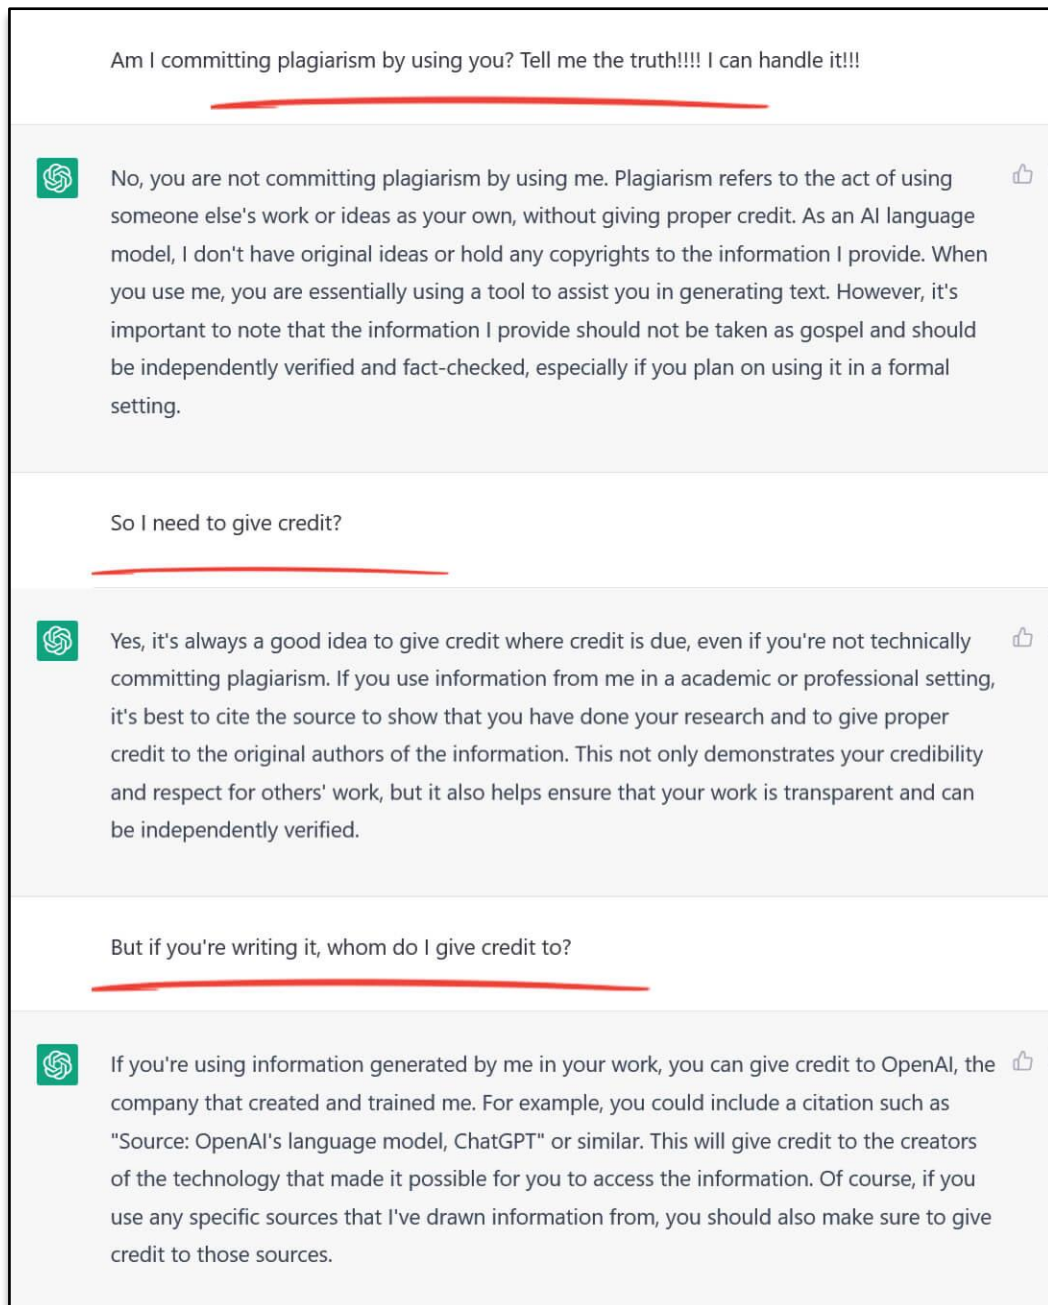 Am I committing plagiarism by using you? Tell me the truth!!!! I can handle it!!!
No, you are not committing plagiarism by using me. Plagiarism refers to the act of using
someone else's work or ideas as your own, without giving proper credit. As an AI language
model, I don't have original ideas or hold any copyrights to the information I provide. When
you use me, you are essentially using a tool to assist you in generating text. However, it's
important to note that the information I provide should not be taken as gospel and should
be independently verified and fact-checked, especially if you plan on using it in a formal
setting.
So I need to give credit?
Yes, it's always a good idea to give credit where credit is due, even if you're not technically
committing plagiarism. If you use information from me in a academic or professional setting,
it's best to cite the source to show that you have done your research and to give proper
credit to the original authors of the information. This not only demonstrates your credibility
and respect for others' work, but it also helps ensure that your work is transparent and can
be independently verified.
But if you're writing it, whom do I give credit to?
If you're using information generated by me in your work, you can give credit to OpenAI, the
company that created and trained me. For example, you could include a citation such as
"Source: OpenAI's language model, ChatGPT" or similar. This will give credit to the creators
of the technology that made it possible for you to access the information. Of course, if you
use any specific sources that I've drawn information from, you should also make sure to give
credit to those sources.